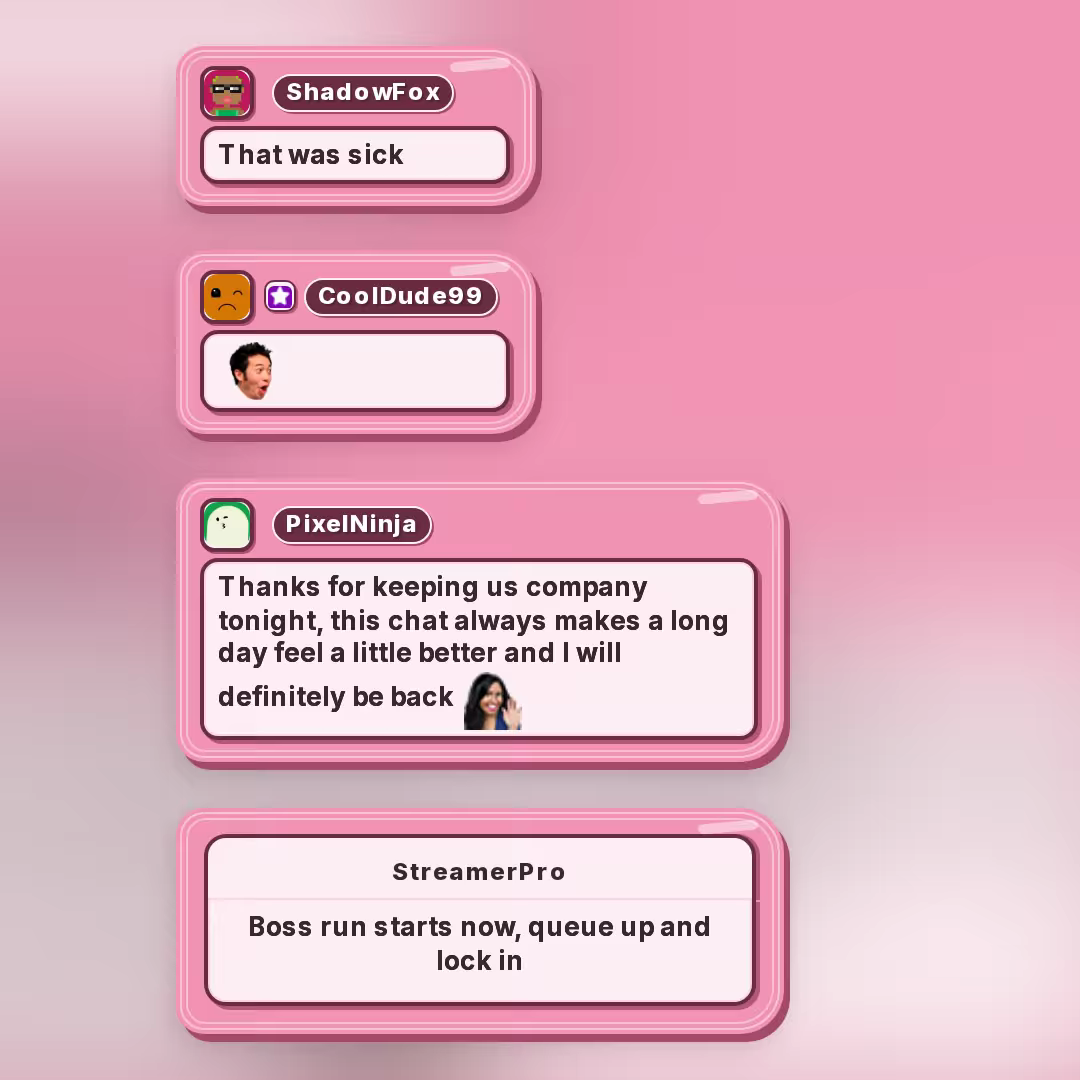 ShadowFox
That was sick
CoolDude99
PixelNinja
Thanks for keeping us company
tonight, this chat always makes a long
day feel a little better and I will
definitely be back
StreamerPro
Boss run starts now, queue up and
lock in